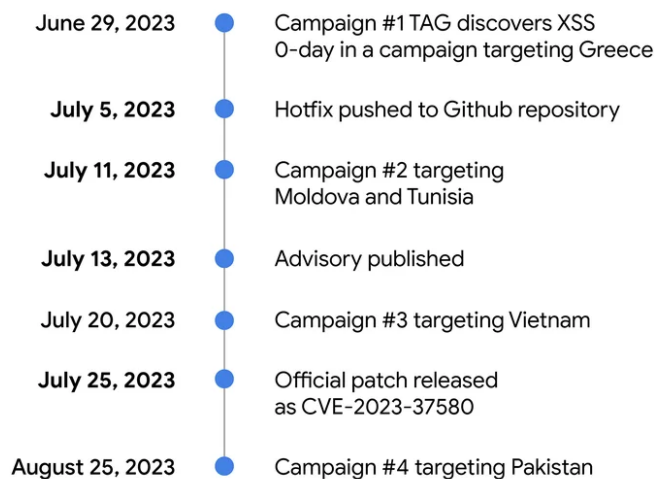 June 29, 2023
Campaign #1 TAG discovers XSS
0-day in a campaign targeting Greece
July 5, 2023
Hotfix pushed to Github repository
July 11, 2023
Campaign #2 targeting
Moldova and Tunisia
July 13, 2023
Advisory published
July 20, 2023
Campaign #3 targeting Vietnam
July 25, 2023
Official patch released
as CVE-2023-37580
August 25, 2023
Campaign #4 targeting Pakistan